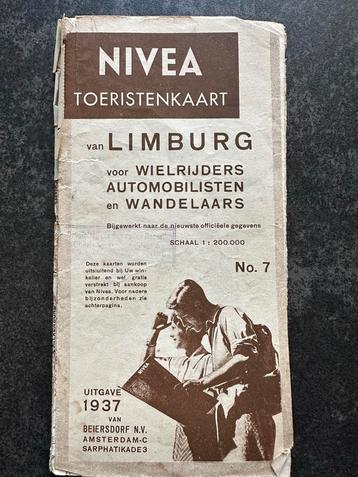 NIVEA
TOERISTENKAART
van LIMBURG
voor WIELRIJDERS
AUTOMOBILISTEN
en WANDELAARS
Bijgewerkt naar de nieuwste officiëele gegevens
SCHAAL 1 : 200.000
No. 7
Deze kaarten worden
uitsluitend bij Uw win-
kelier en wel gratis
verstrekt bij aankoop
van Nivea. Voor nadere
bijzonderheden zie
achterpagina.
NIVEA
UITGAVE
1937
VAN
BEIERSDORF N.V.
AMSTERDAM-C
SARPHATIKADE 3